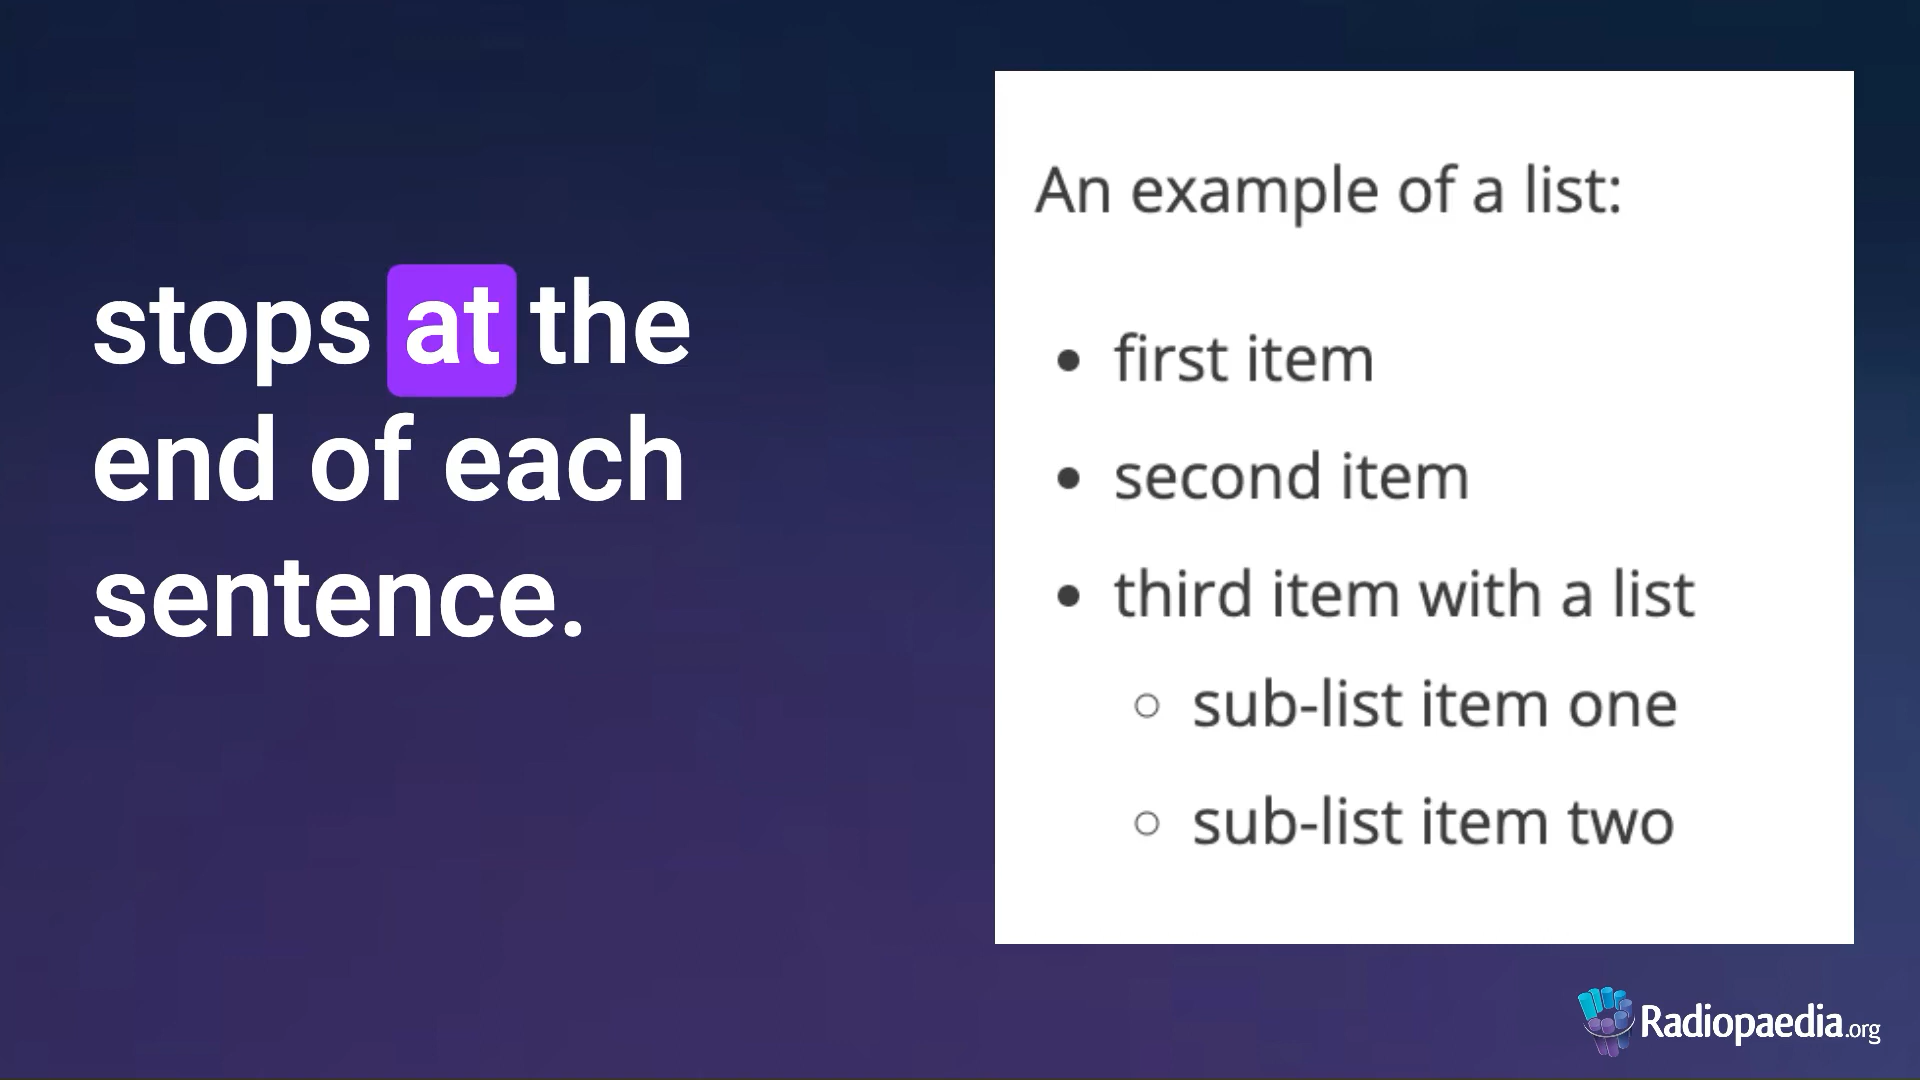 stops at the
end of each
sentence.
An example of a list:
• first item
• second item
• third item with a list
○ sub-list item one
○ sub-list item two
Radiopaedia.org